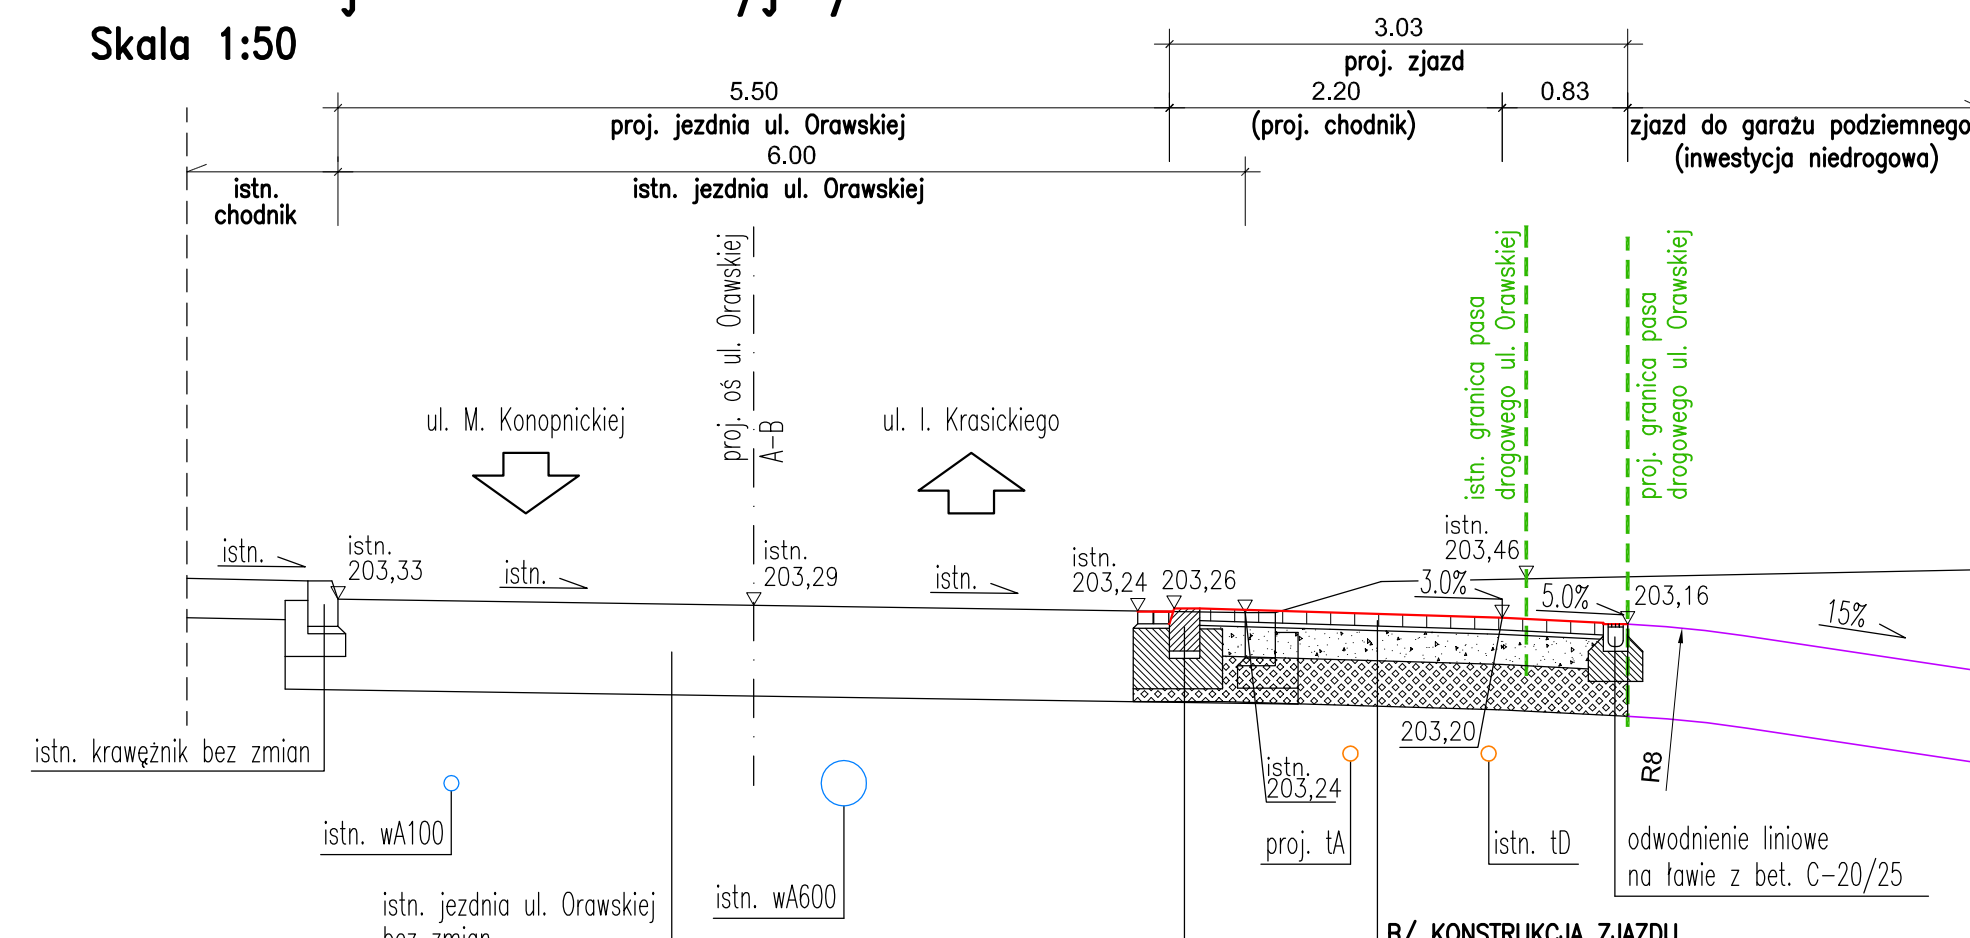 Skala 1:50
3.03
proj. zjazd
5.50
2.20
0.83
proj. jezdnia ul. Orawskiej
(proj. chodnik)
zjazd do garażu podziemnego
(inwestycja niedrogowa)
6.00
istn. jezdnia ul. Orawskiej
istn.
chodnik
proj. oś ul. Orawskiej
A-B
istn. granica pasa
drogowego ul. Orawskiej
proj. granica pasa
drogowego ul. Orawskiej
ul. M. Konopnickiej
ul. I. Krasickiego
istn.
istn.
203,33
istn.
istn.
203,29
istn.
istn.
203,24
203,26
istn.
203,46
3.0%
5.0%
203,16
15%
203,20
istn.
203,24
R8
istn. krawężnik bez zmian
istn. wA100
istn. wA600
proj. tA
istn. tD
odwodnienie liniowe
na ławie z bet. C-20/25
istn. jezdnia ul. Orawskiej
bez zmian
B/ KONSTRUKCJA ZJAZDU